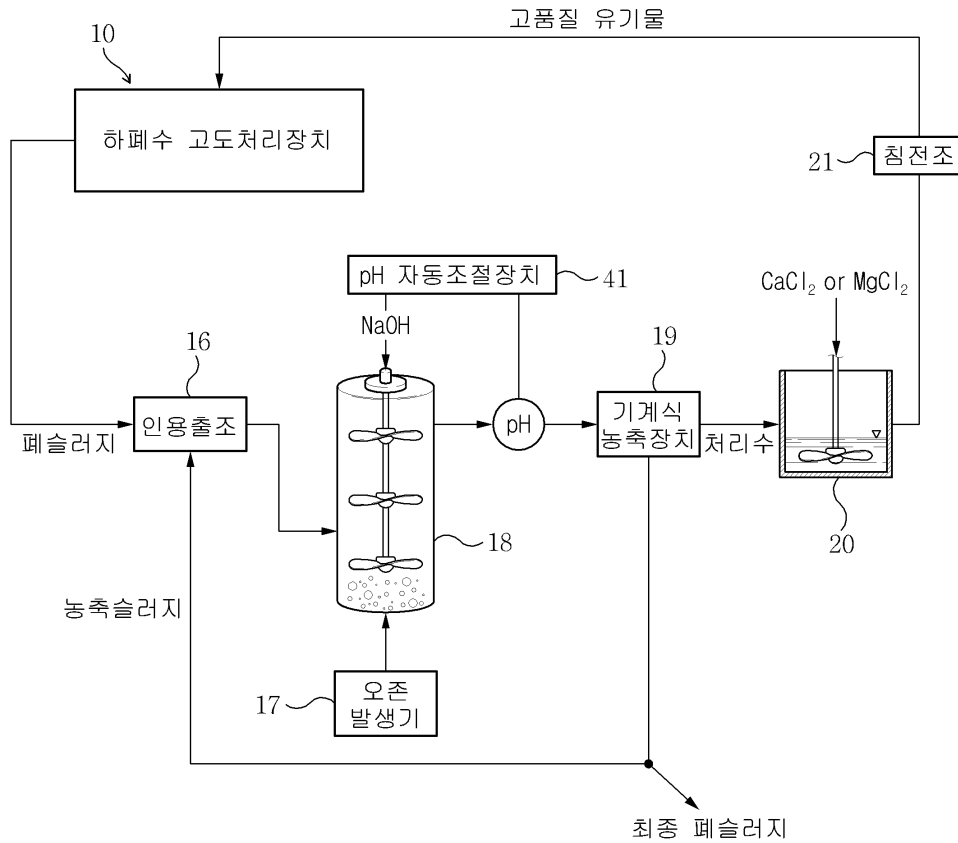 고품질 유기물
10
하폐수 고도처리장치
21
침전조
pH 자동조절장치
41
CaCl₂ or MgCl₂
NaOH
16
19
인용출조
pH
기계식
농축장치
폐슬러지
처리수
18
20
농축슬러지
17
오존
발생기
최종 폐슬러지